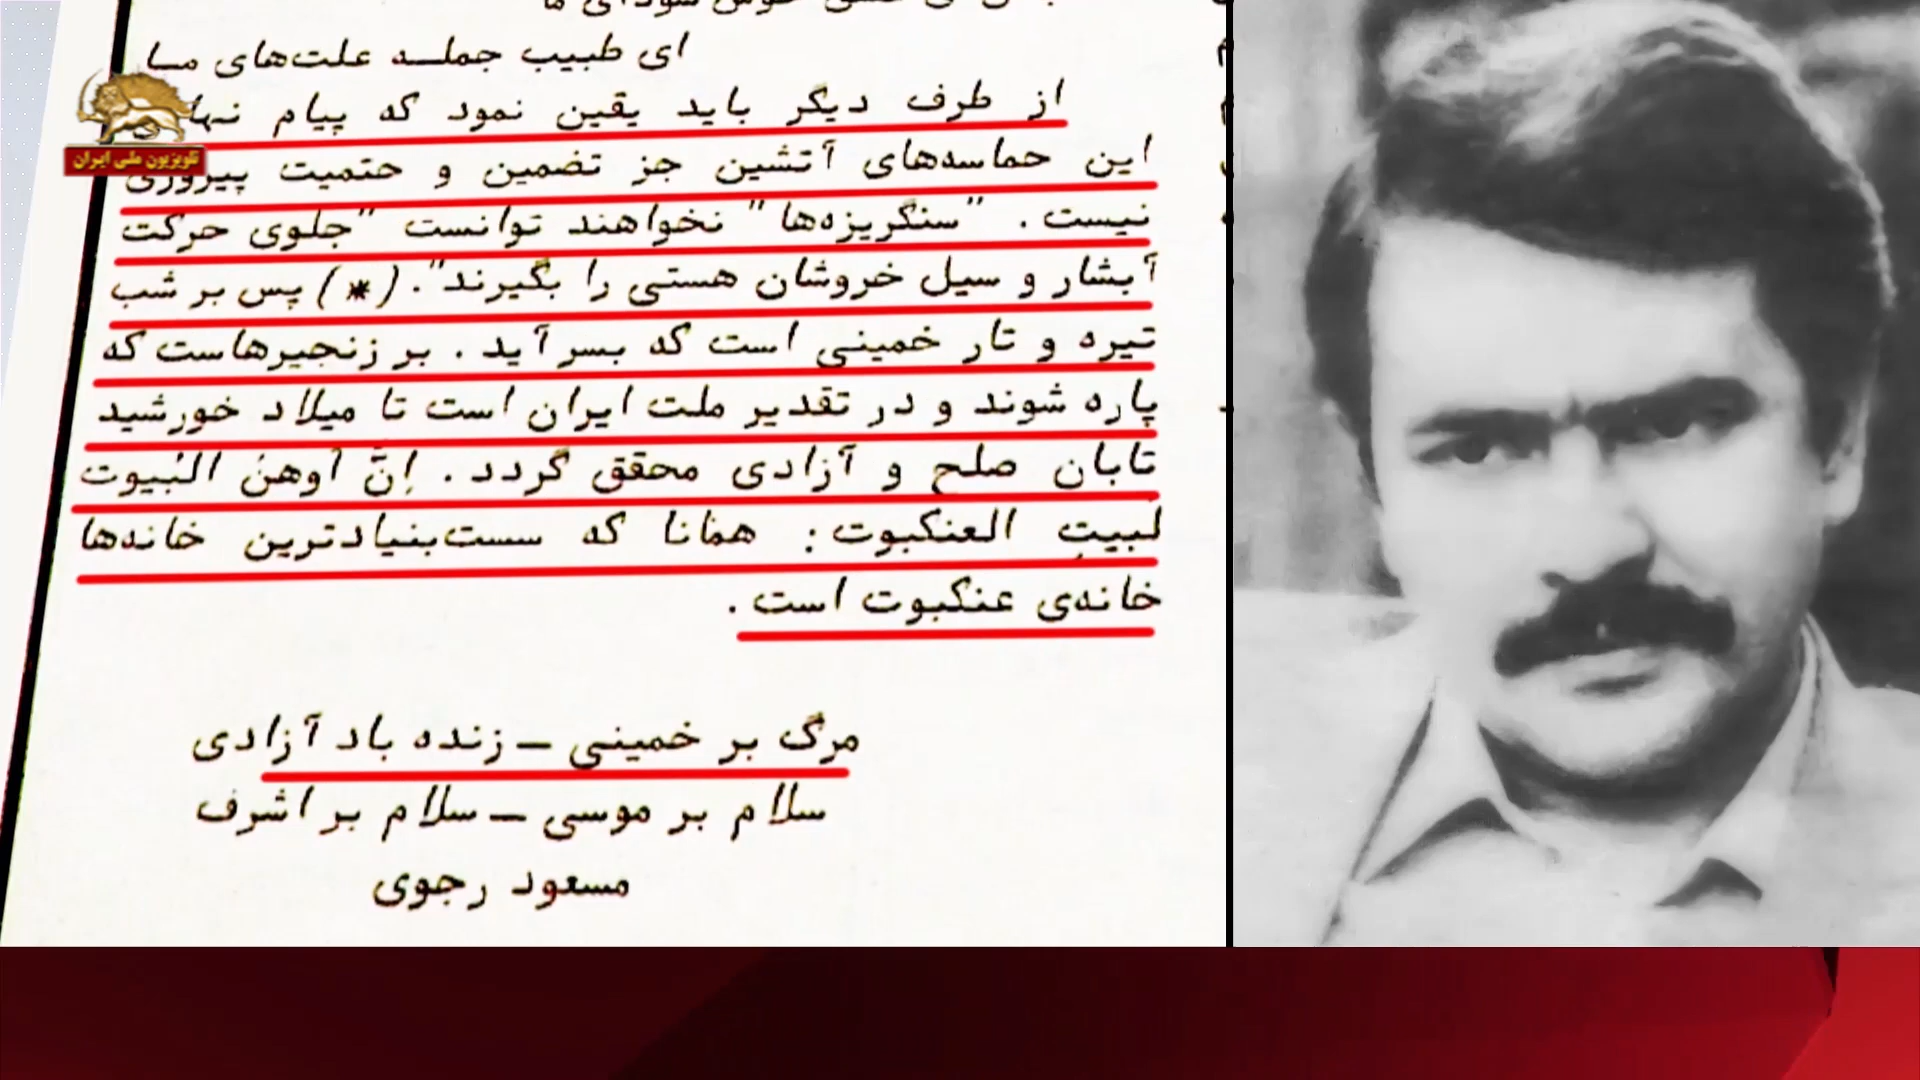 ای طبیب جملـه علت‌های مـا
از طرف دیگر باید یقین نمود که پیام
این حماسه‌های آتشین جز تضمین و حتمیت پیروزی
نیست . "سنگریزه‌ها" نخواهند توانست "جلوی حرکت
آبشار و سیل خروشان هستی را بگیرند". (*) پس بر شب
تیره و تار خمینی است که بسر آید . بر زنجیرهاست که
پاره شوند و در تقدیر ملت ایران است تا میلاد خورشید
تابان صلح و آزادی محقق گردد . اِنَّ اَوهنُ البُیوت
لبیتِ العنکبوت : همانا که سست‌بنیادترین خانه‌ها
خانه‌ی عنکبوت است .
مرگ بر خمینی ـ زنده باد آزادی
سلام بر موسی ـ سلام بر اشرف
مسعود رجوی
تلویزیون ملی ایران